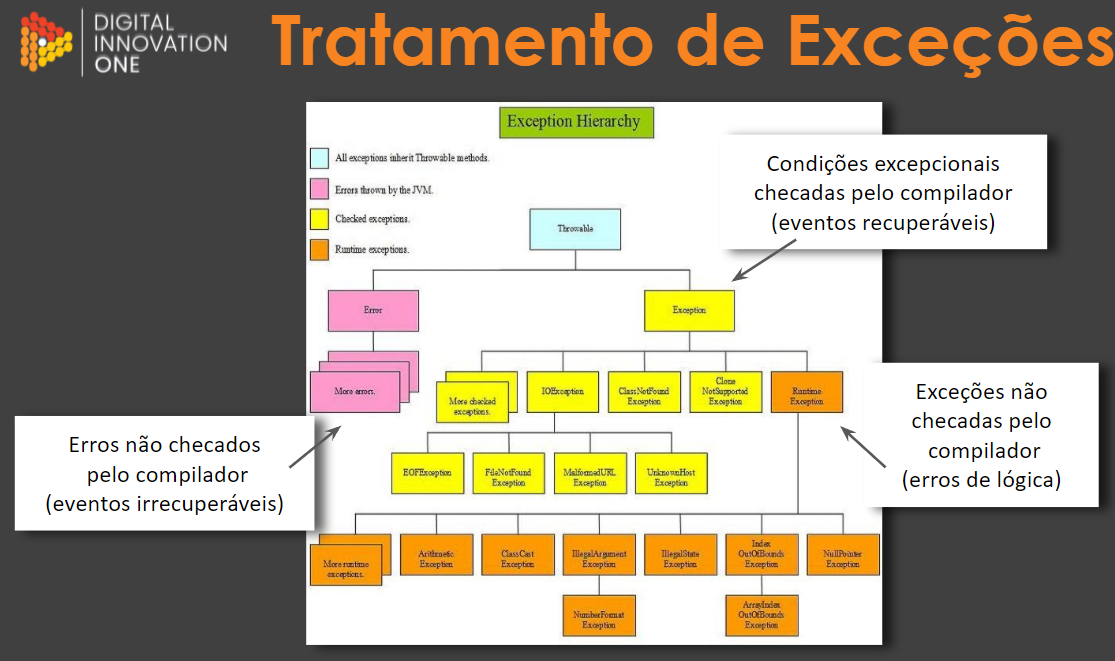 DIGITAL
INNOVATION
ONE
Tratamento de Exceções
Exception Hierarchy
All exceptions inherit Throwable methods.
Errors thrown by the JVM.
Checked exceptions.
Runtime exceptions.
Condições excepcionais
checadas pelo compilador
(eventos recuperáveis)
Throwable
Error
Exception
More errors.
More checked
exceptions.
IOException
ClassNotFound
Exception
Clone
NotSupported
Exception
Runtime
Exception
Exceções não
checadas pelo
compilador
(erros de lógica)
Erros não checados
pelo compilador
(eventos irrecuperáveis)
EOFException
FileNotFound
Exception
MalformedURL
Exception
UnknownHost
Exception
More runtime
exceptions.
Arithmetic
Exception
ClassCast
Exception
IllegalArgument
Exception
IllegalState
Exception
Index
OutOfBounds
Exception
NullPointer
Exception
NumberFormat
Exception
ArrayIndex
OutOfBounds
Exception